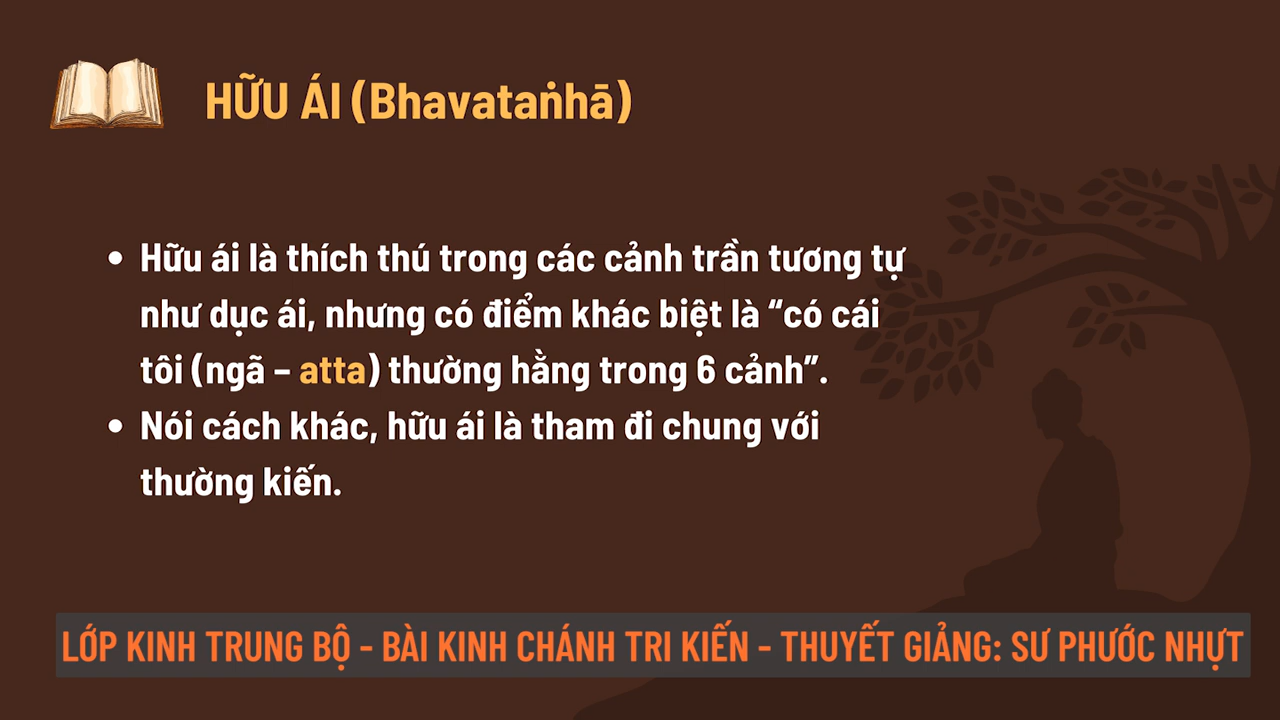 HỮU ÁI (Bhavataṅhā)
• Hữu ái là thích thú trong các cảnh trần tương tự
như dục ái, nhưng có điểm khác biệt là “có cái
tôi (ngã – atta) thường hằng trong 6 cảnh”.
• Nói cách khác, hữu ái là tham đi chung với
thường kiến.
LỚP KINH TRUNG BỘ - BÀI KINH CHÁNH TRI KIẾN - THUYẾT GIẢNG: SƯ PHƯỚC NHỰT